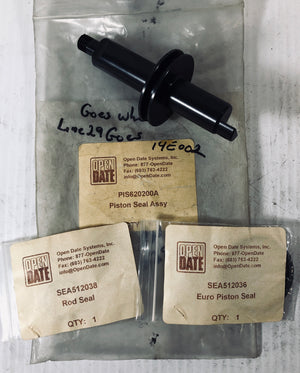 Goes
Line 29 Goes
14E002
OPEN
DATE
Open Date Systems, Inc.
Phone: 877-OpenDate
Fax: (603) 763-4222
info@OpenDate.com
PIS620200A
Piston Seal Assy
OPEN
DATE
Open Date Systems, Inc.
Phone: 877-OpenDate
Fax: (603) 763-4222
info@OpenDate.com
SEA512038
Rod Seal
QTY: 1
OPEN
DATE
Open Date Systems, Inc.
Phone: 877-OpenDate
Fax: (603) 763-4222
info@OpenDate.com
SEA512036
Euro Piston Seal
QTY: 1